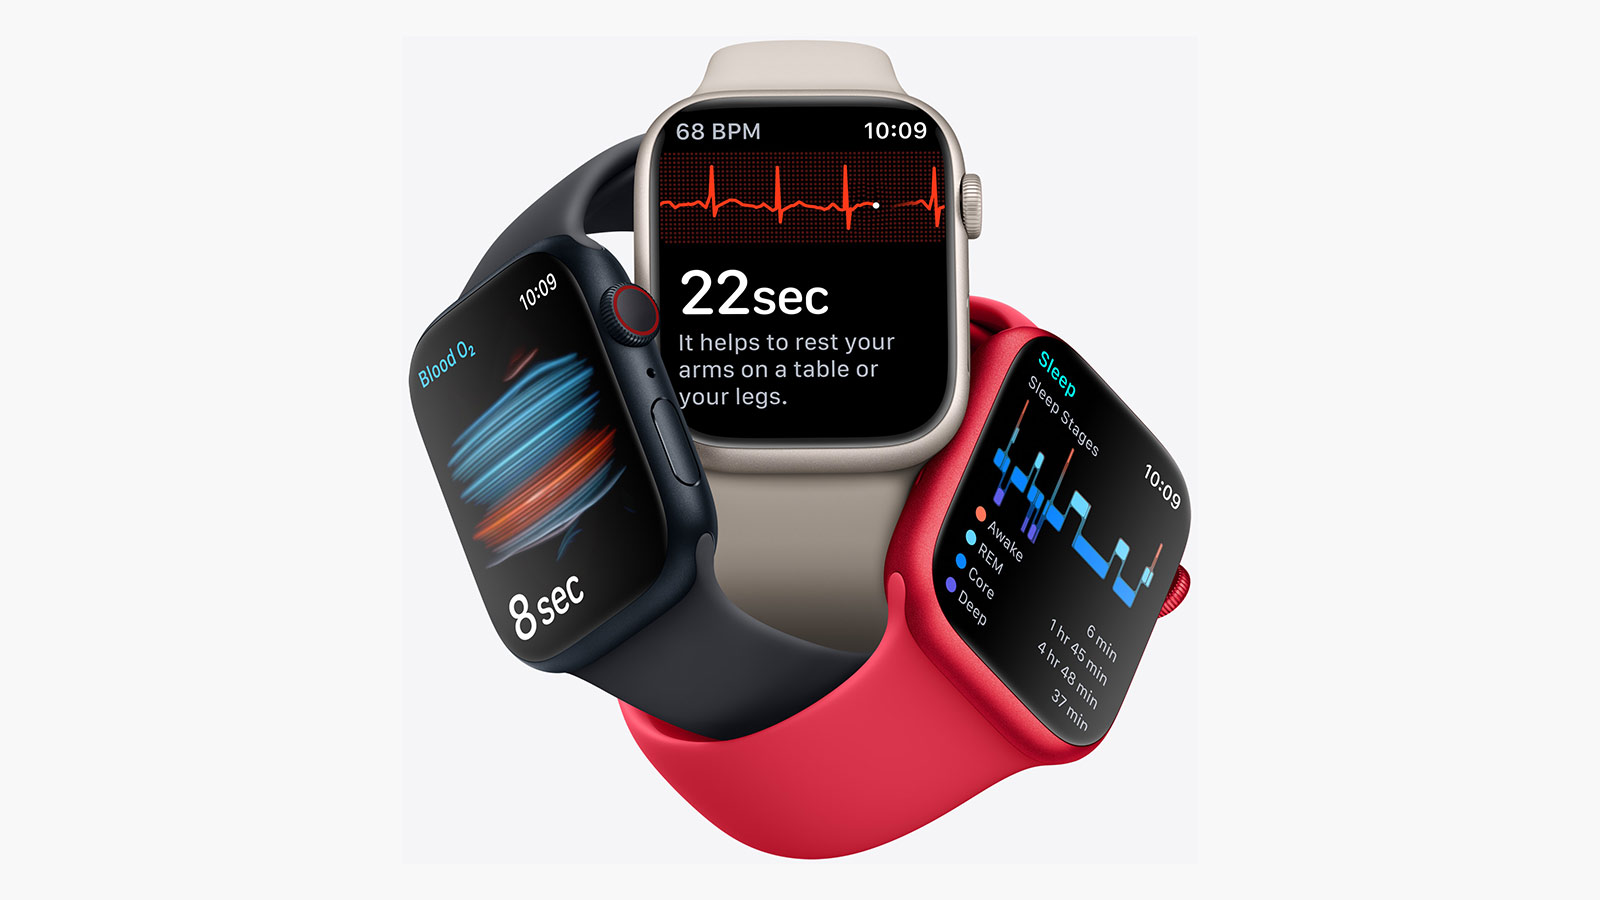 68 BPM
10:09
22sec
It helps to rest your
arms on a table or
your legs.
10:09
Blood O₂
8sec
Sleep
Sleep Stages
10:09
Awake
REM
Core
Deep
6 min
1 hr 45 min
4 hr 48 min
37 min